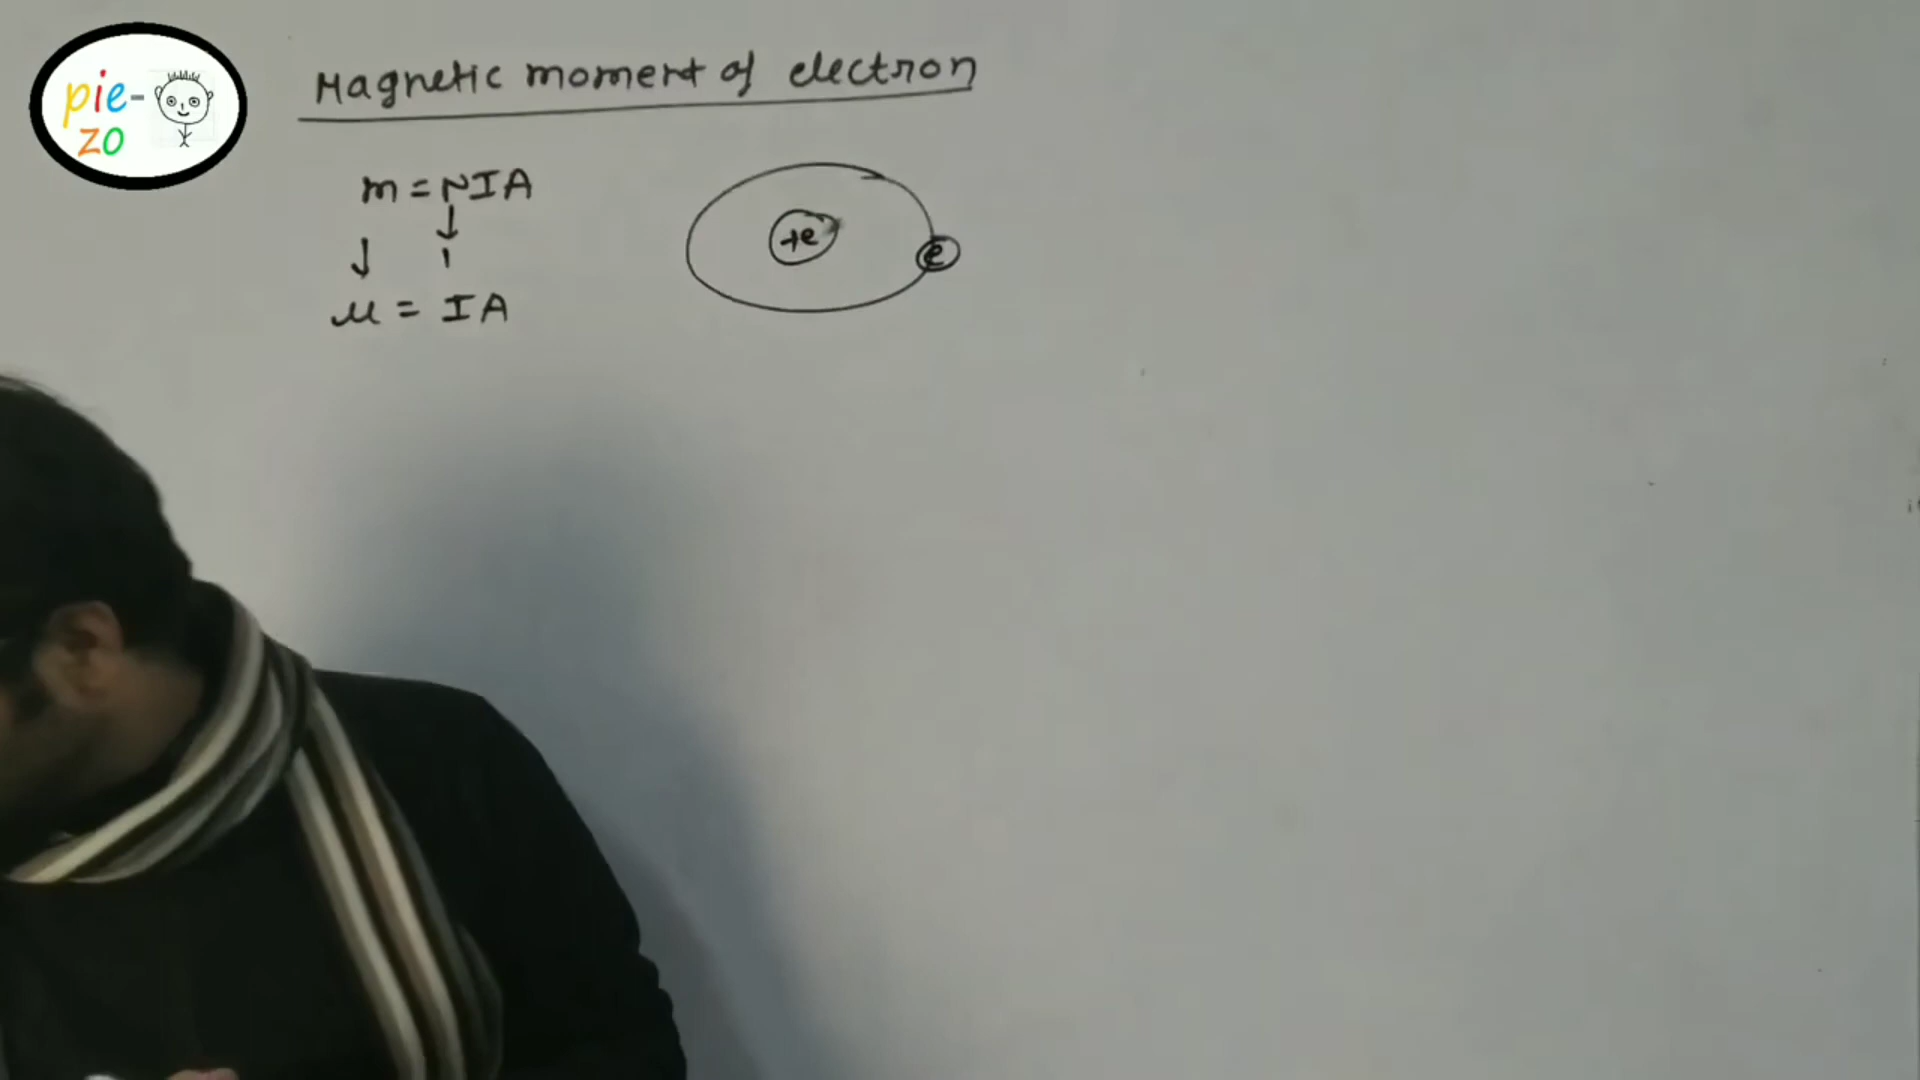 pie-
zo
Magnetic moment of electron
m = NIA
↓ ↓
1
μ = IA
+e
e